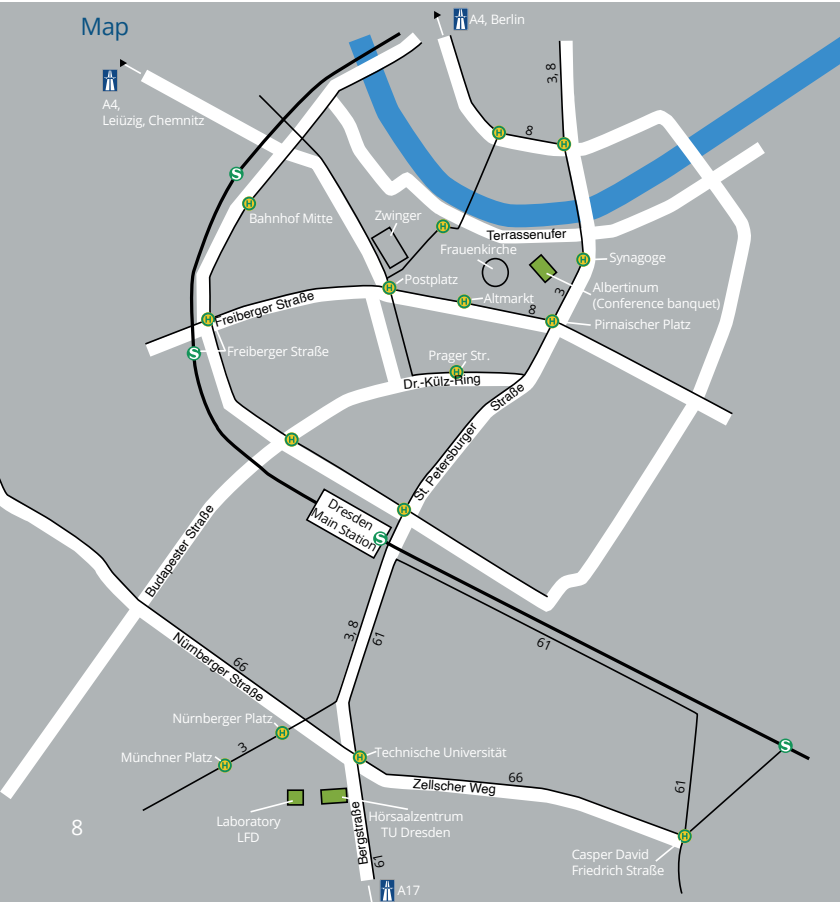 Map
A4, Berlin
A4,
Leiüzig, Chemnitz
3, 8
H
8
H
S
H
Bahnhof Mitte
Zwinger
H
Terrassenufer
Frauenkirche
H
Synagoge
Albertinum
(Conference banquet)
Postplatz
H
Altmarkt
H
3
8
H
Pirnaischer Platz
Freiberger Straße
H
S
Freiberger Straße
Prager Str.
H
Dr.-Külz-Ring
St. Petersburger
Straße
H
H
Dresden
Main Station
S
Budapester Straße
3, 8
61
61
66
Nürnberger Straße
Nürnberger Platz
H
Münchner Platz
H
3
S
H
Technische Universität
66
Zellscher Weg
61
Laboratory
LFD
Hörsaalzentrum
TU Dresden
Bergstraße
61
H
Casper David
Friedrich Straße
8
A17